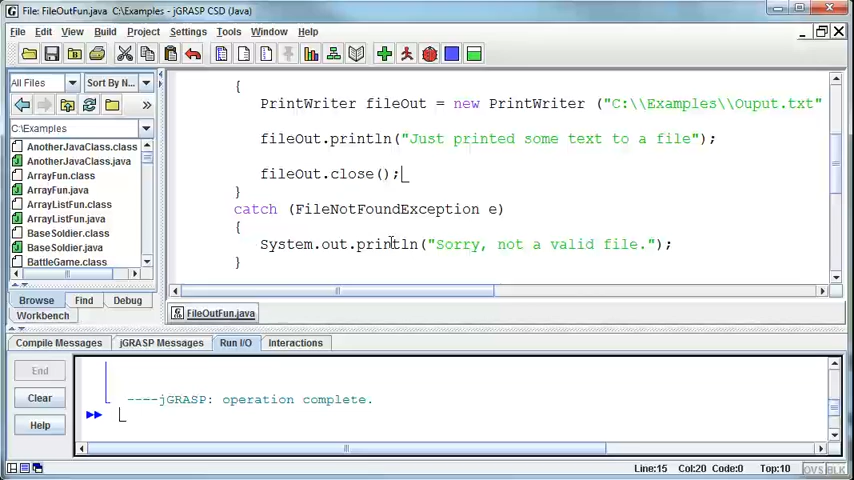 File: FileOutFun.java C:\Examples - jGRASP CSD (Java)
File Edit View Build Project Settings Tools Window Help
All Files Sort By N...
C:\Examples
AnotherJavaClass.class
AnotherJavaClass.java
ArrayFun.class
ArrayFun.java
ArrayListFun.class
ArrayListFun.java
BaseSoldier.class
BaseSoldier.java
BattleGame.class
Browse Find Debug
Workbench
{
PrintWriter fileOut = new PrintWriter ("C:\\Examples\\Ouput.txt"
fileOut.println("Just printed some text to a file");
fileOut.close();
}
catch (FileNotFoundException e)
{
System.out.println("Sorry, not a valid file.");
}
FileOutFun.java
Compile Messages jGRASP Messages Run I/O Interactions
End
Clear
Help
----jGRASP: operation complete.
Line:15 Col:20 Code:0 Top:10 OVS BLK